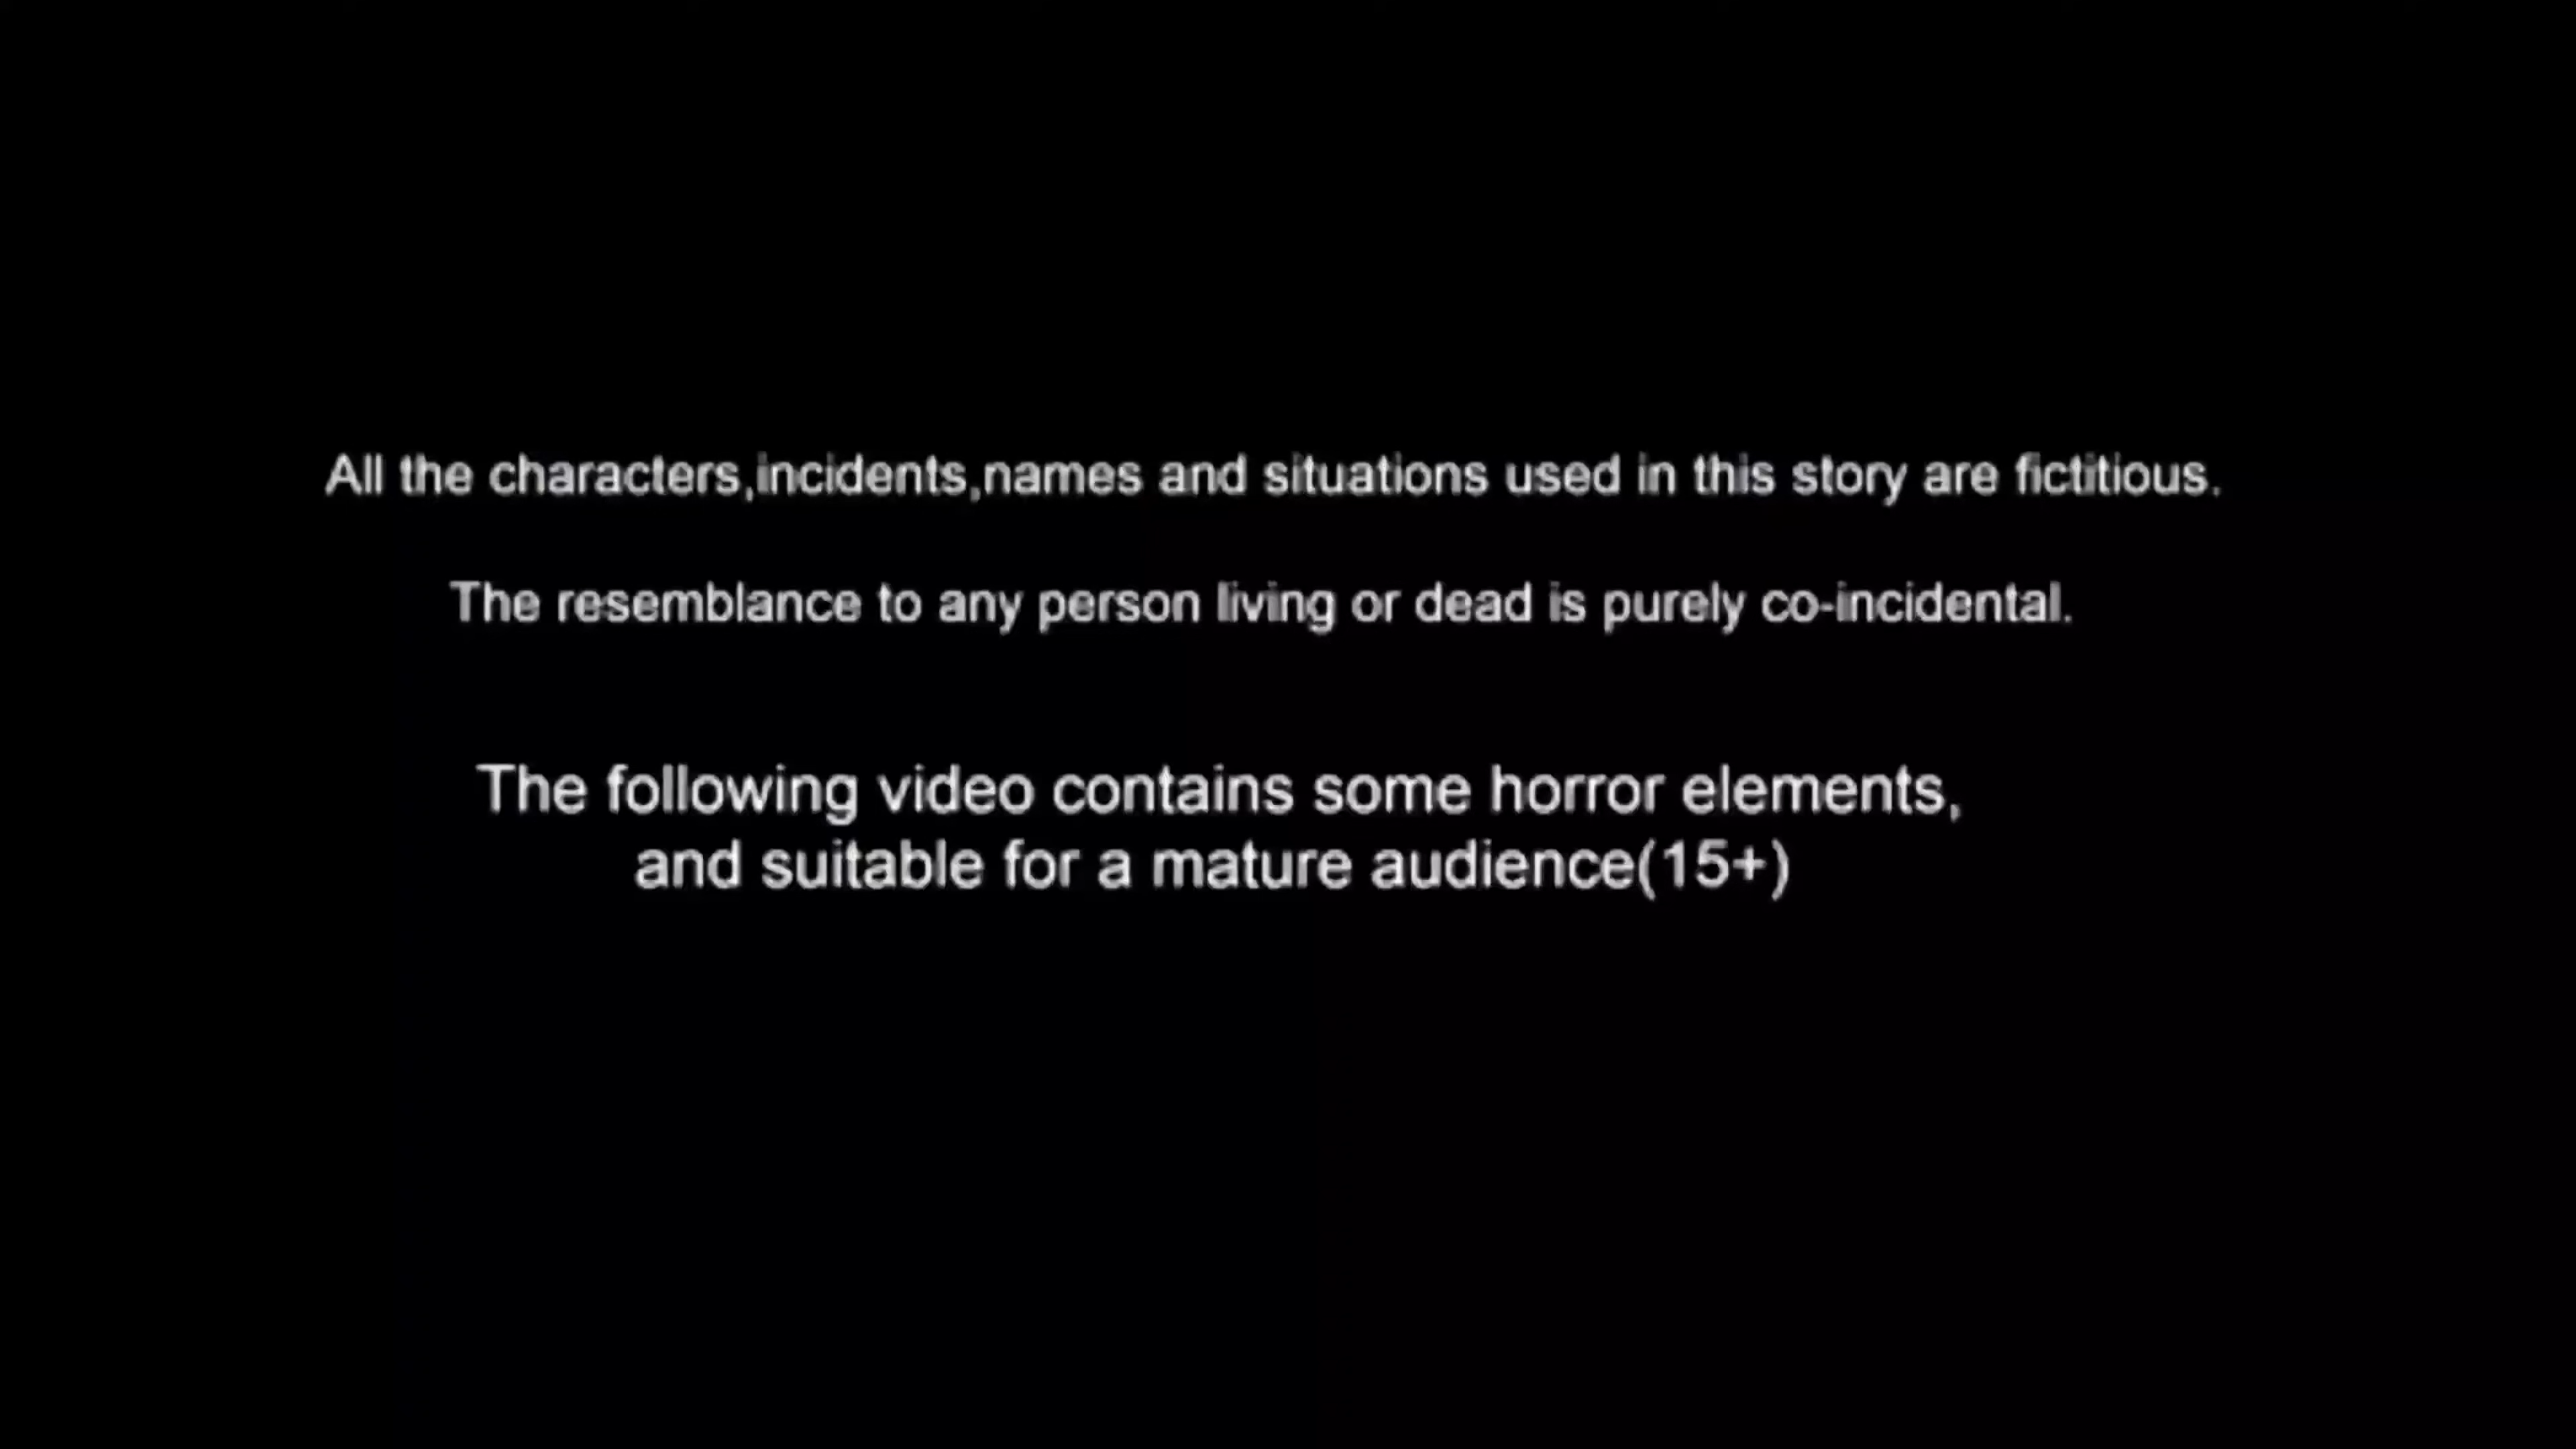 All the characters,incidents,names and situations used in this story are fictitious.
The resemblance to any person living or dead is purely co-incidental.
The following video contains some horror elements,
and suitable for a mature audience(15+)